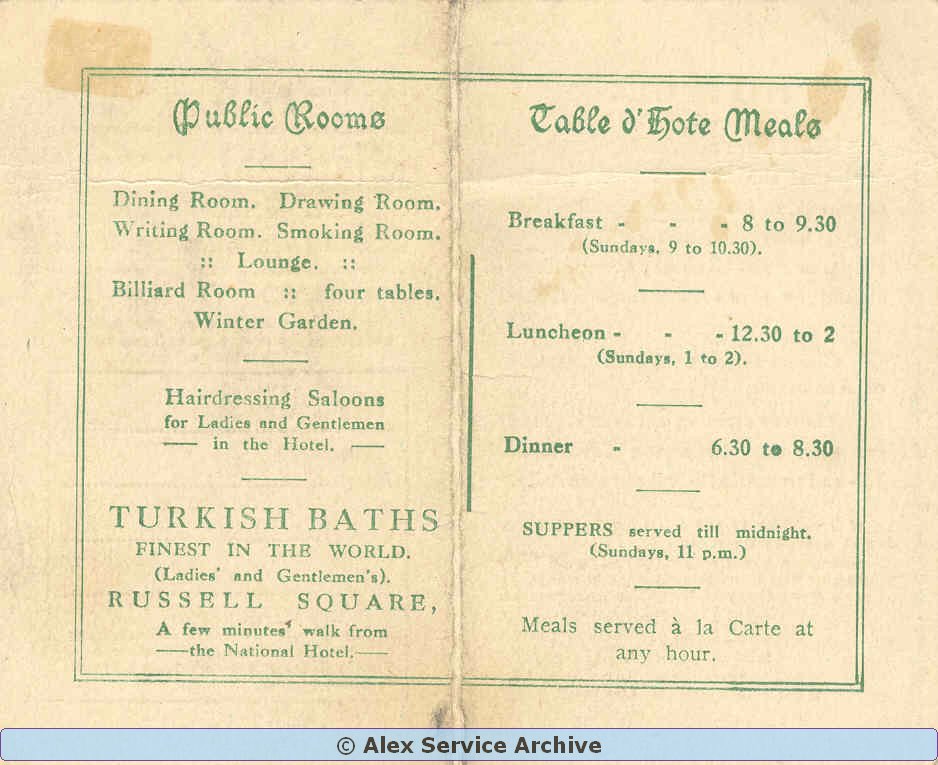 Public Rooms
Dining Room. Drawing Room.
Writing Room. Smoking Room.
:: Lounge. ::
Billiard Room :: four tables.
Winter Garden.
Hairdressing Saloons
for Ladies and Gentlemen
— in the Hotel. —
TURKISH BATHS
FINEST IN THE WORLD.
(Ladies' and Gentlemen's).
RUSSELL SQUARE,
A few minutes' walk from
—the National Hotel.—
Table d'Hote Meals
Breakfast - - - 8 to 9.30
(Sundays, 9 to 10.30).
Luncheon - - - 12.30 to 2
(Sundays, 1 to 2).
Dinner - 6.30 to 8.30
SUPPERS served till midnight.
(Sundays, 11 p.m.)
Meals served à la Carte at
any hour.
© Alex Service Archive